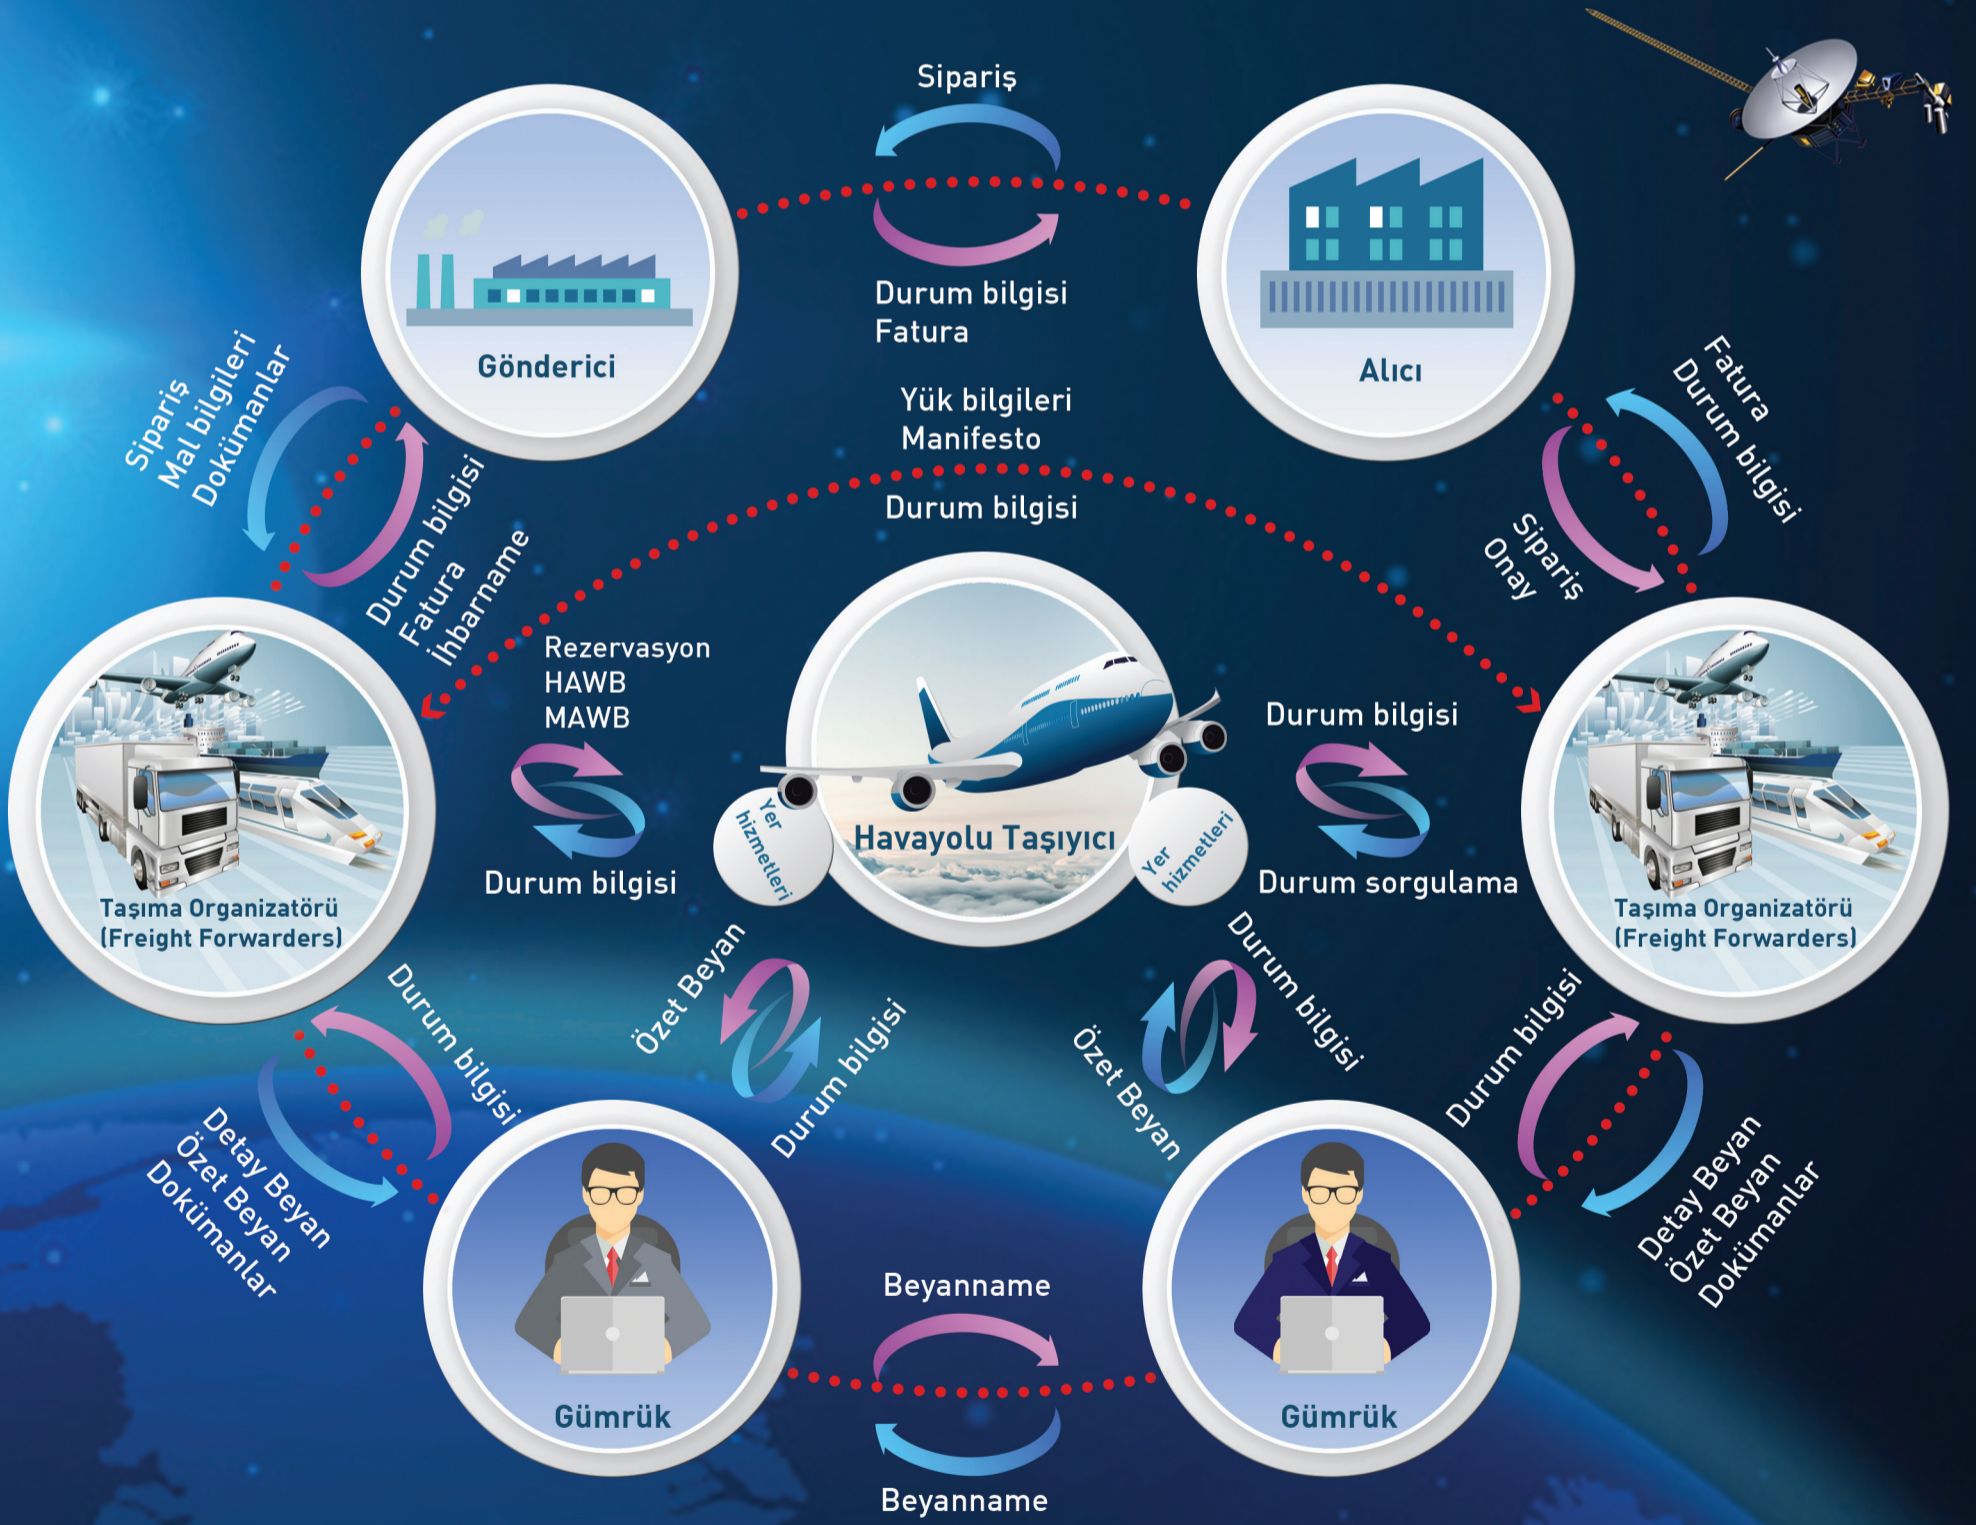 Sipariş
Gönderici
Durum bilgisi
Fatura
Alıcı
Sipariş
Mal bilgileri
Dokümanlar
Durum bilgisi
Fatura
İhbarname
Yük bilgileri
Manifesto
Durum bilgisi
Fatura
Durum bilgisi
Sipariş
Onay
Rezervasyon
HAWB
MAWB
Durum bilgisi
Taşıma Organizatörü
(Freight Forwarders)
Yer
hizmetleri
Havayolu Taşıyıcı
Yer
hizmetleri
Durum bilgisi
Durum sorgulama
Taşıma Organizatörü
(Freight Forwarders)
Durum bilgisi
Detay Beyan
Özet Beyan
Dokümanlar
Özet Beyan
Durum bilgisi
Özet Beyan
Durum bilgisi
Durum bilgisi
Detay Beyan
Özet Beyan
Dokümanlar
Gümrük
Beyanname
Beyanname
Gümrük